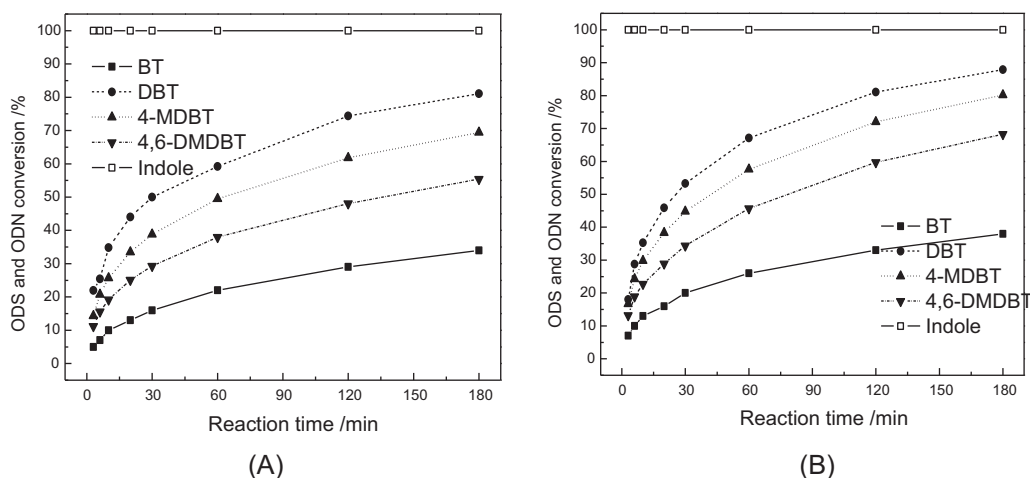 100
90
80
70
60
50
40
30
20
10
0
ODS and ODN conversion /%
BT
DBT
4-MDBT
4,6-DMDBT
Indole
0 30 60 90 120 150 180
Reaction time /min
(A)
100
90
80
70
60
50
40
30
20
10
0
ODS and ODN conversion /%
BT
DBT
4-MDBT
4,6-DMDBT
Indole
0 30 60 90 120 150 180
Reaction time /min
(B)